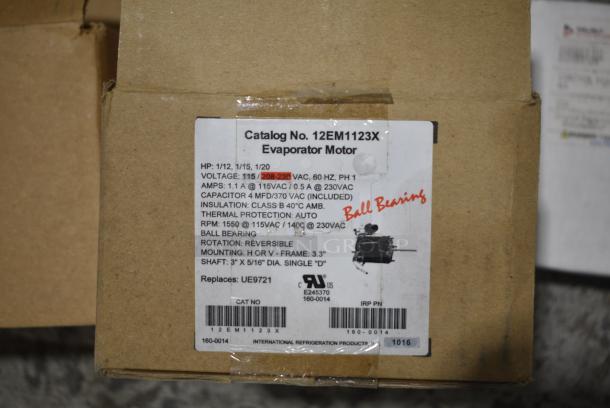 Catalog No. 12EM1123X
Evaporator Motor
HP: 1/12, 1/15, 1/20
VOLTAGE: 115 / 208-230 VAC, 60 HZ, PH 1
AMPS: 1.1 A @ 115VAC / 0.5 A @ 230VAC
CAPACITOR 4 MFD/370 VAC (INCLUDED)
INSULATION: CLASS B 40°C AMB.
THERMAL PROTECTION: AUTO
RPM: 1550 @ 115VAC / 1400 @ 230VAC
BALL BEARING
ROTATION: REVERSIBLE
MOUNTING: H OR V - FRAME: 3.3"
SHAFT: 3" X 5/16" DIA. SINGLE "D"
Ball Bearing
GROUP
Replaces: UE9721
c US
E245370
160-0014
CAT NO
IRP PN
12EM1123X
160-0014
160-0014
INTERNATIONAL REFRIGERATION PRODUCTS
1016